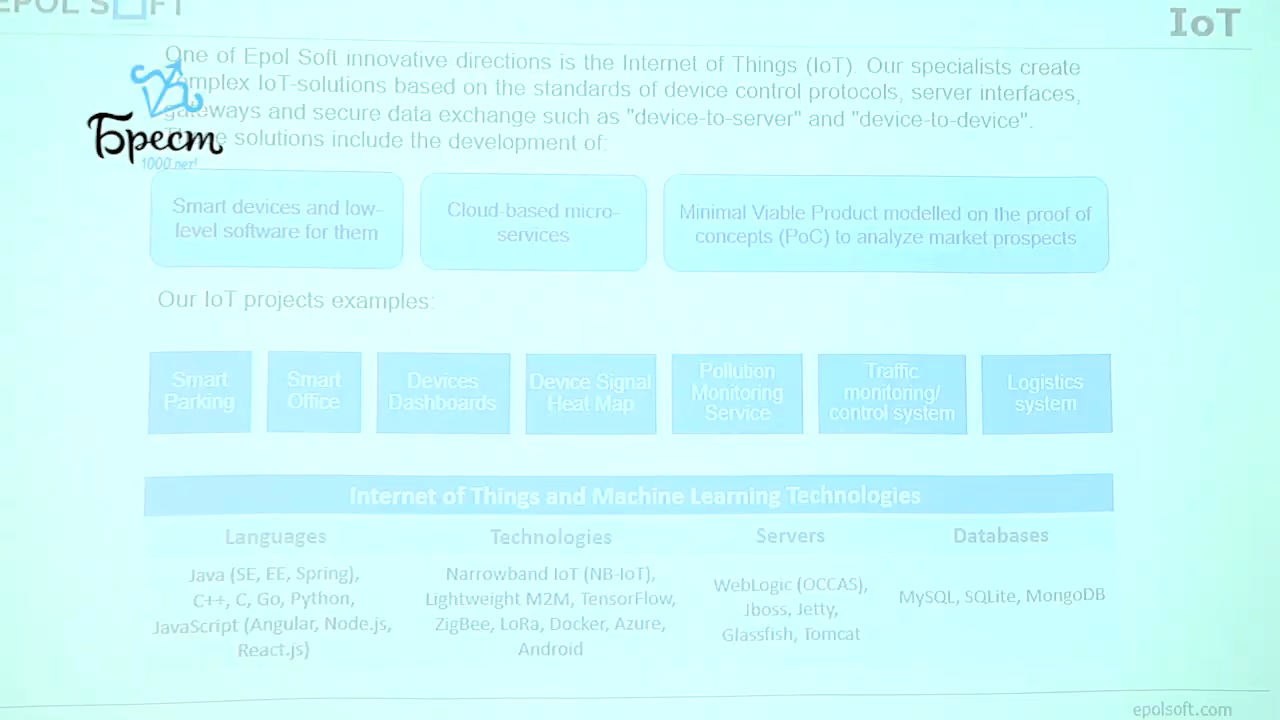 EPOL SOFT
IoT
One of Epol Soft innovative directions is the Internet of Things (IoT). Our specialists create
complex IoT-solutions based on the standards of device control protocols, server interfaces,
gateways and secure data exchange such as "device-to-server" and "device-to-device".
These solutions include the development of:
Брест
1000 лет!
Smart devices and low-
level software for them
Cloud-based micro-
services
Minimal Viable Product modelled on the proof of
concepts (PoC) to analyze market prospects
Our IoT projects examples:
Smart
Parking
Smart
Office
Devices
Dashboards
Device Signal
Heat Map
Pollution
Monitoring
Service
Traffic
monitoring/
control system
Logistics
system
Internet of Things and Machine Learning Technologies
Languages
Technologies
Servers
Databases
Java (SE, EE, Spring),
C++, C, Go, Python,
JavaScript (Angular, Node.js,
React.js)
Narrowband IoT (NB-IoT),
Lightweight M2M, TensorFlow,
ZigBee, LoRa, Docker, Azure,
Android
WebLogic (OCCAS),
Jboss, Jetty,
Glassfish, Tomcat
MySQL, SQLite, MongoDB
epolsoft.com